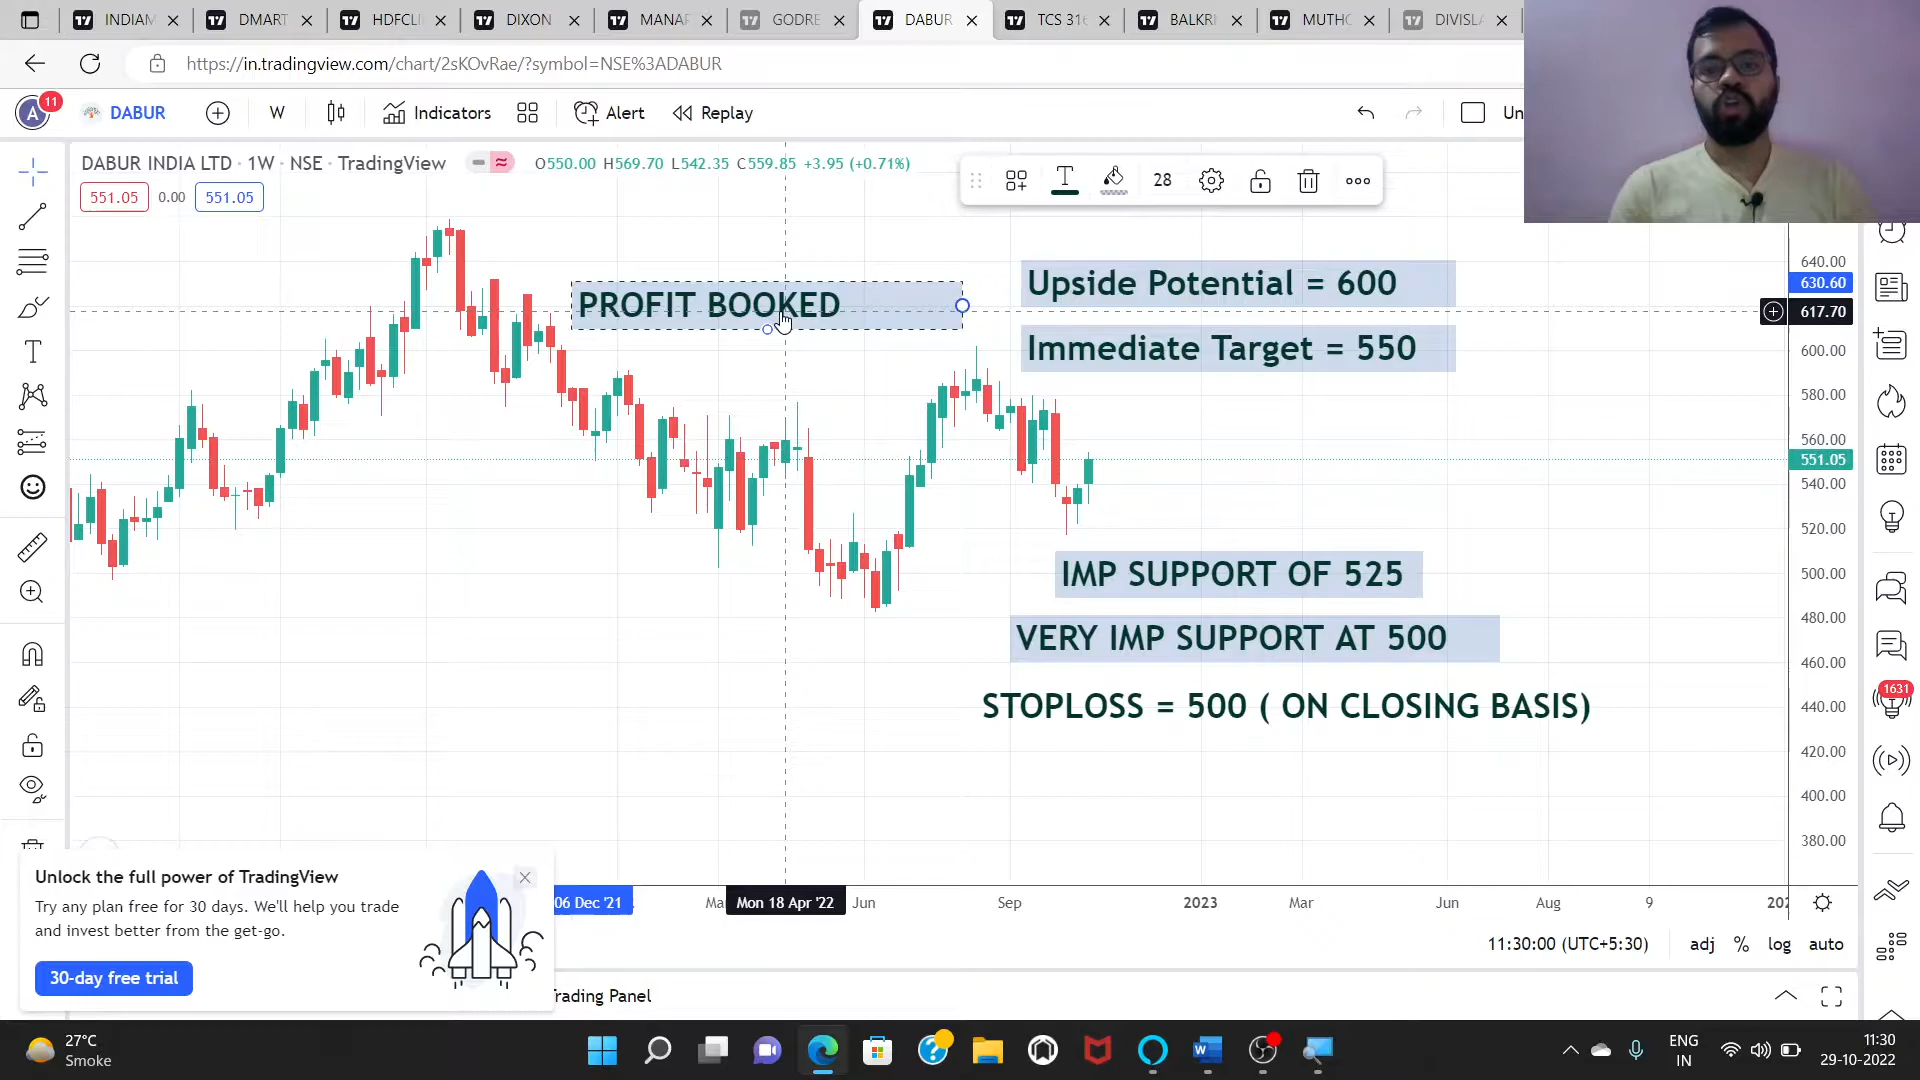 INDIAM
DMART
HDFCLI
DIXON
MANAP
GODRE
DABUR
TCS 316
BALKRI
MUTHO
DIVISLA
https://in.tradingview.com/chart/2sKOvRae/?symbol=NSE%3ADABUR
A 11 DABUR W Indicators Alert Replay Un
DABUR INDIA LTD · 1W · NSE · TradingView O550.00 H569.70 L542.35 C559.85 +3.95 (+0.71%)
28
551.05 0.00 551.05
PROFIT BOOKED
Upside Potential = 600
Immediate Target = 550
IMP SUPPORT OF 525
VERY IMP SUPPORT AT 500
STOPLOSS = 500 ( ON CLOSING BASIS)
640.00
630.60
617.70
600.00
580.00
560.00
551.05
540.00
520.00
500.00
480.00
460.00
440.00
420.00
400.00
380.00
1631
06 Dec '21 Mon 18 Apr '22 Jun Sep 2023 Mar Jun Aug 9 202
Unlock the full power of TradingView
Try any plan free for 30 days. We'll help you trade
and invest better from the get-go.
30-day free trial
11:30:00 (UTC+5:30) adj % log auto
Trading Panel
27°C
Smoke
ENG
IN
11:30
29-10-2022